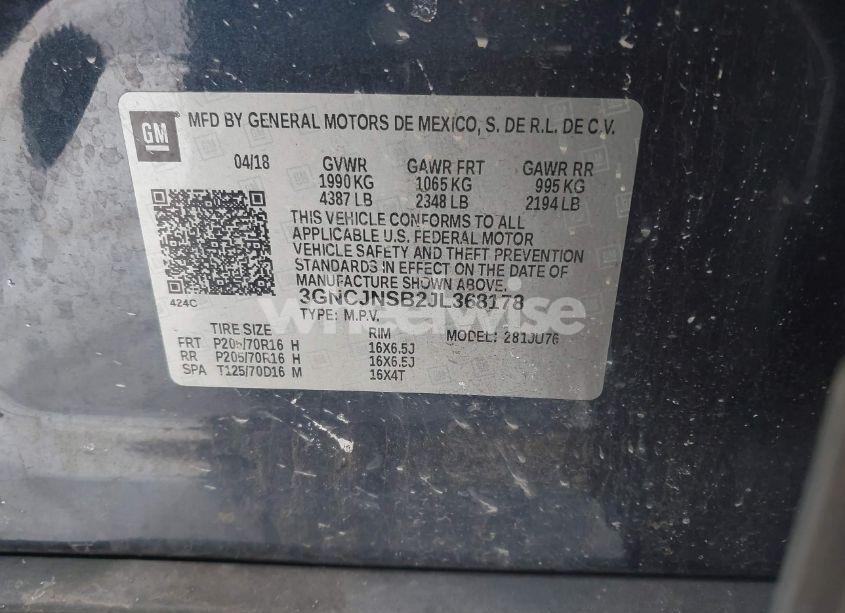 GM
MFD BY GENERAL MOTORS DE MEXICO, S. DE R.L. DE C.V.
04/18 GVWR GAWR FRT GAWR RR
1990 KG 1065 KG 995 KG
4387 LB 2348 LB 2194 LB
THIS VEHICLE CONFORMS TO ALL
APPLICABLE U.S. FEDERAL MOTOR
VEHICLE SAFETY AND THEFT PREVENTION
STANDARDS IN EFFECT ON DATE OF
MANUFACTURE SHOWN ABOVE.
424C 3GNCJNSB2JL368178
TYPE: M.P.V.
wheelwise
TIRE SIZE RIM MODEL: 281JU76
FRT P205/70R16 H 16X6.5J
RR P205/70R16 H 16X6.5J
SPA T125/70D16 M 16X4T